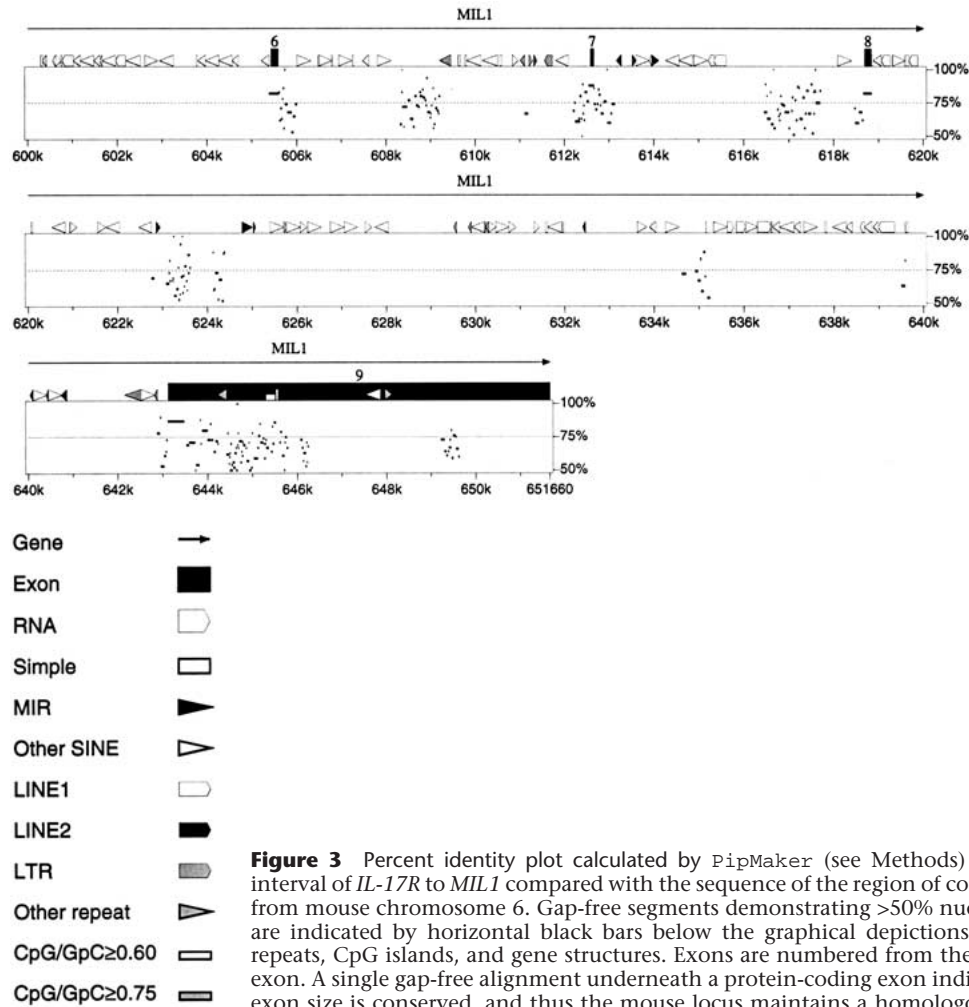 MIL1
6 7 8
100%
75%
50%
600k 602k 604k 606k 608k 610k 612k 614k 616k 618k 620k
MIL1
100%
75%
50%
620k 622k 624k 626k 628k 630k 632k 634k 636k 638k 640k
MIL1
9
100%
75%
50%
640k 642k 644k 646k 648k 650k 651660
Gene
Exon
RNA
Simple
MIR
Other SINE
LINE1
LINE2
LTR
Other repeat
CpG/GpC≥0.60
CpG/GpC≥0.75
Figure 3 Percent identity plot calculated by PipMaker (see Methods)
interval of IL-17R to MIL1 compared with the sequence of the region of co
from mouse chromosome 6. Gap-free segments demonstrating >50% nuc
are indicated by horizontal black bars below the graphical depictions
repeats, CpG islands, and gene structures. Exons are numbered from the
exon. A single gap-free alignment underneath a protein-coding exon indi
exon size is conserved, and thus the mouse locus maintains a homolog